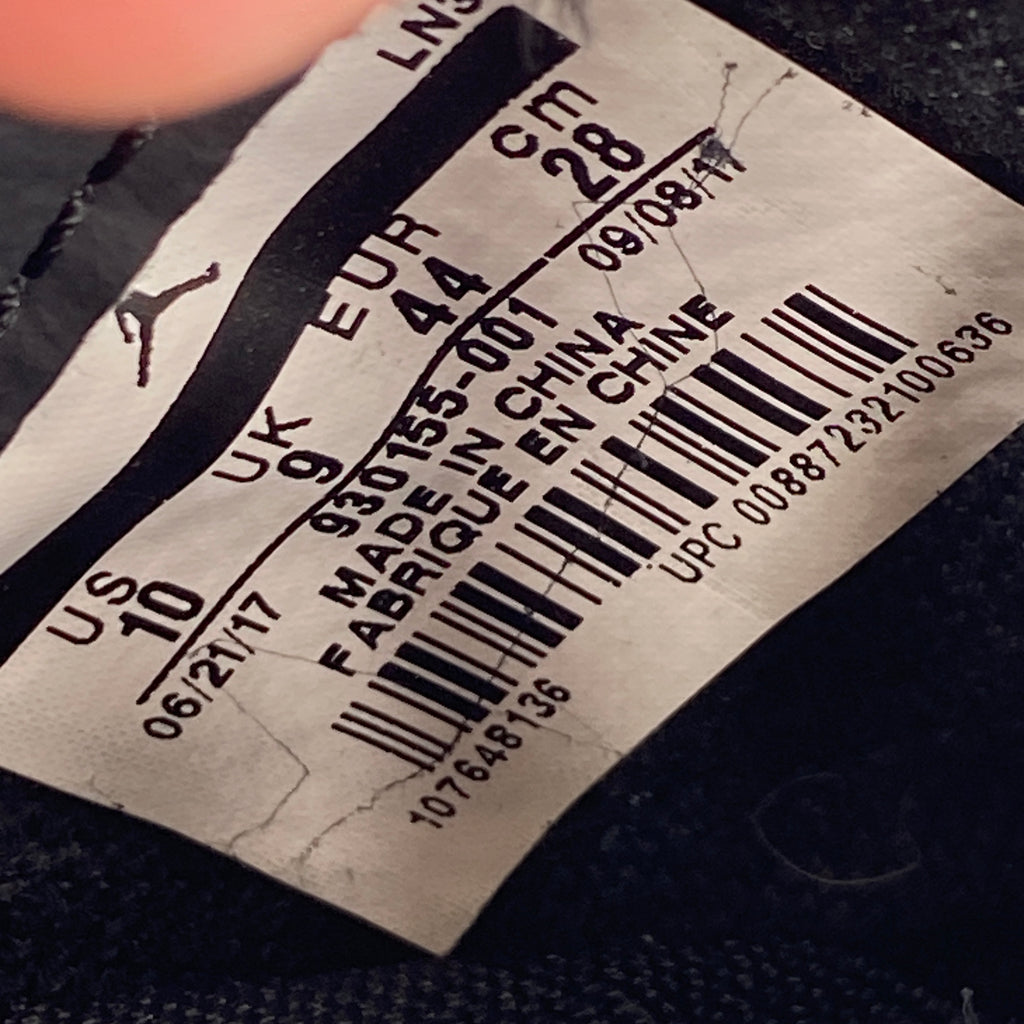 LN3
US UK EUR cm
10 9 44 28
06/21/17 09/08/17
930155-001
MADE IN CHINA
FABRIQUE EN CHINE
UPC 00887232100636
107648136